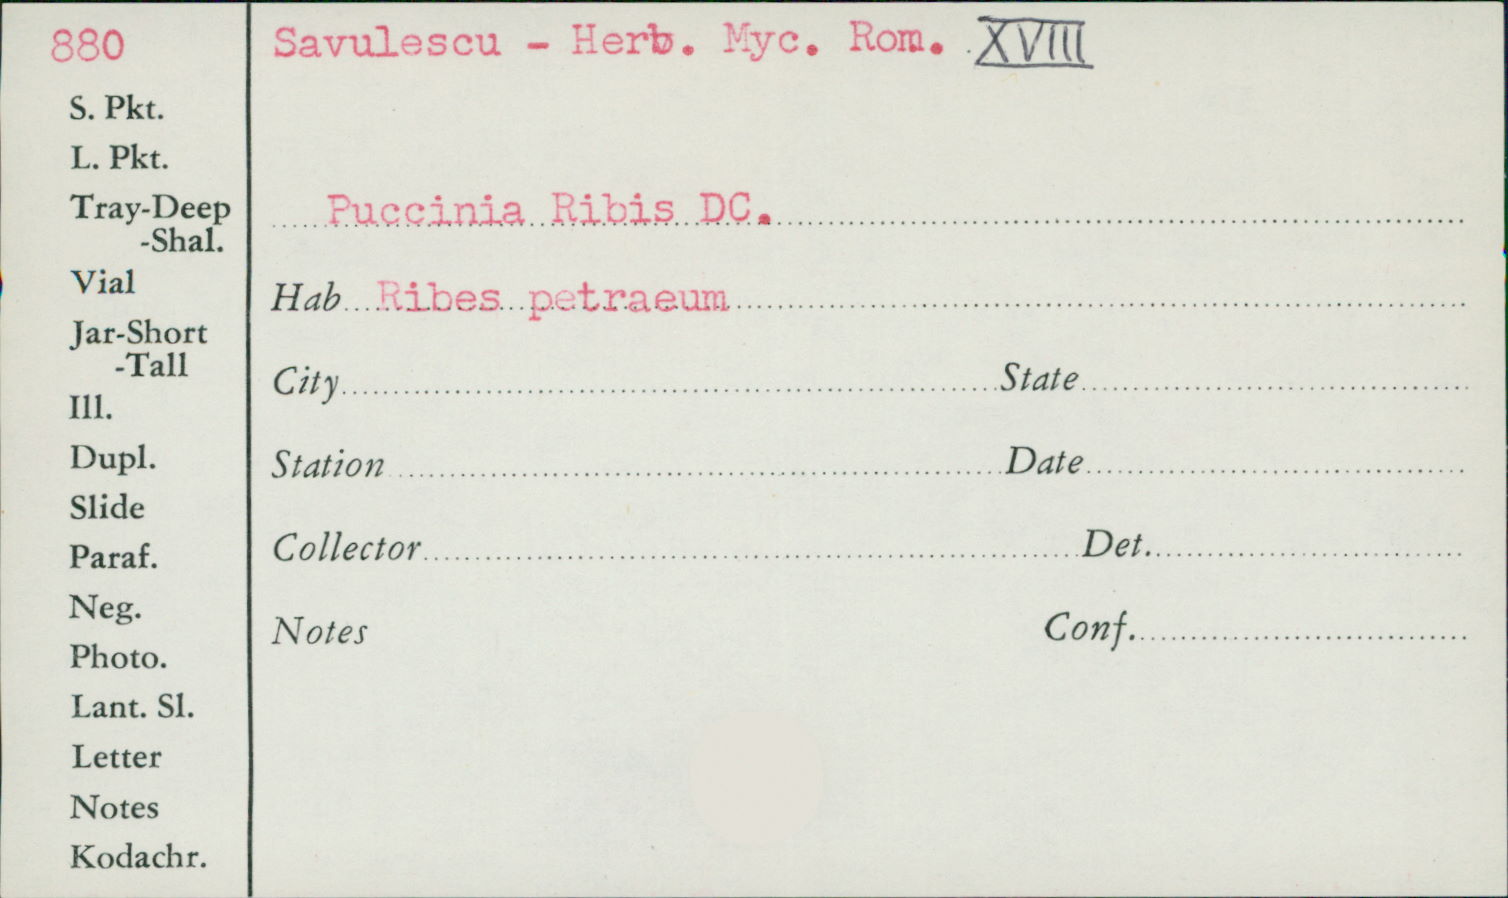 880
Savulescu - Herb. Myc. Rom. XVIII
S. Pkt.
L. Pkt.
Tray-Deep
-Shal.
Vial
Jar-Short
-Tall
Ill.
Dupl.
Slide
Paraf.
Neg.
Photo.
Lant. Sl.
Letter
Notes
Kodachr.
Puccinia Ribis DC.
Hab Ribes petraeum
City State
Station Date
Collector Det.
Notes Conf.